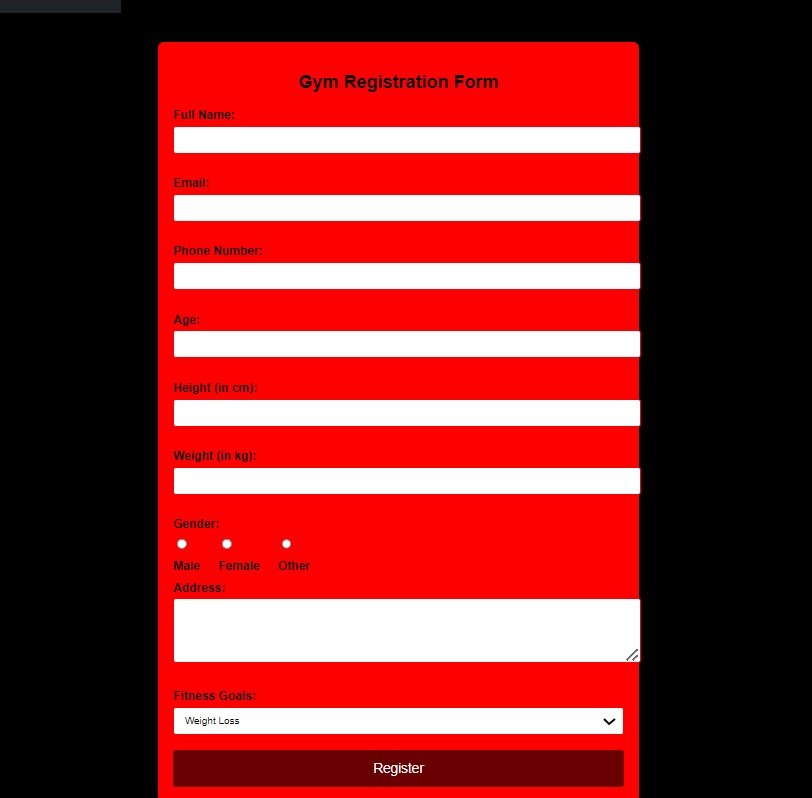 Gym Registration Form
Full Name:
Email:
Phone Number:
Age:
Height (in cm):
Weight (in kg):
Gender:
Male Female Other
Address:
Fitness Goals:
Weight Loss
Register